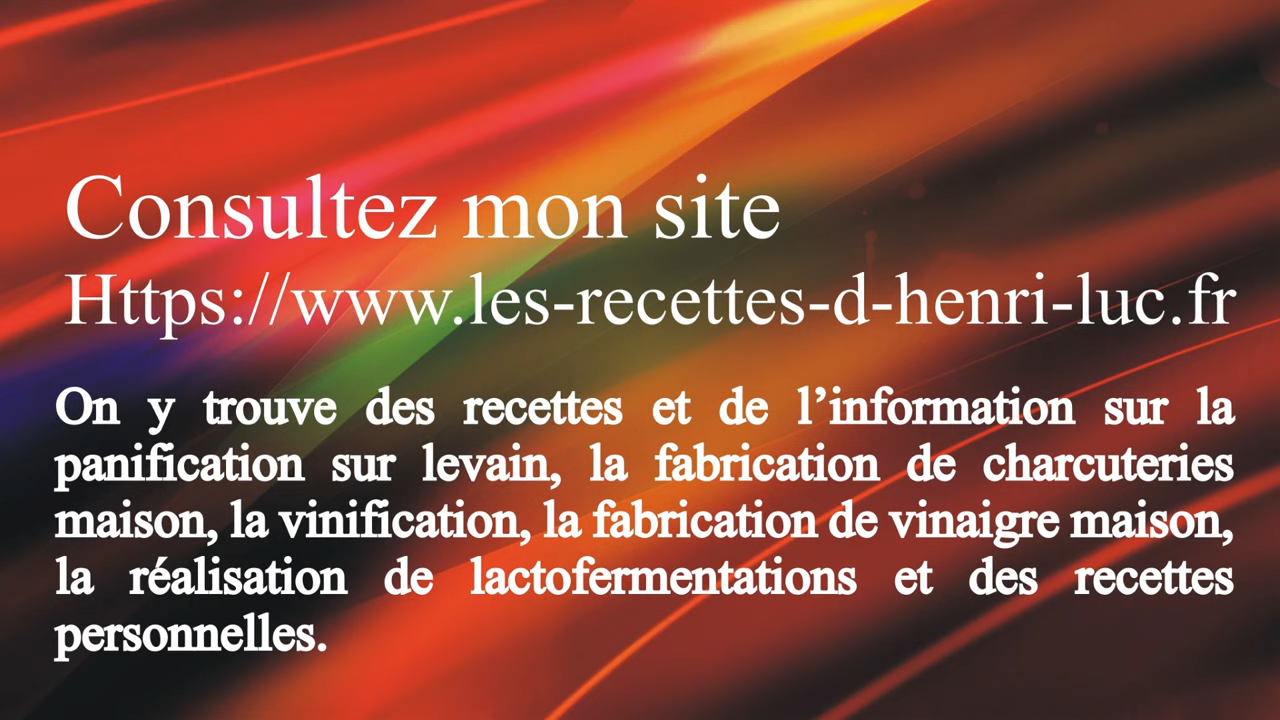 Consultez mon site
Https://www.les-recettes-d-henri-luc.fr
On y trouve des recettes et de l’information sur la
panification sur levain, la fabrication de charcuteries
maison, la vinification, la fabrication de vinaigre maison,
la réalisation de lactofermentations et des recettes
personnelles.